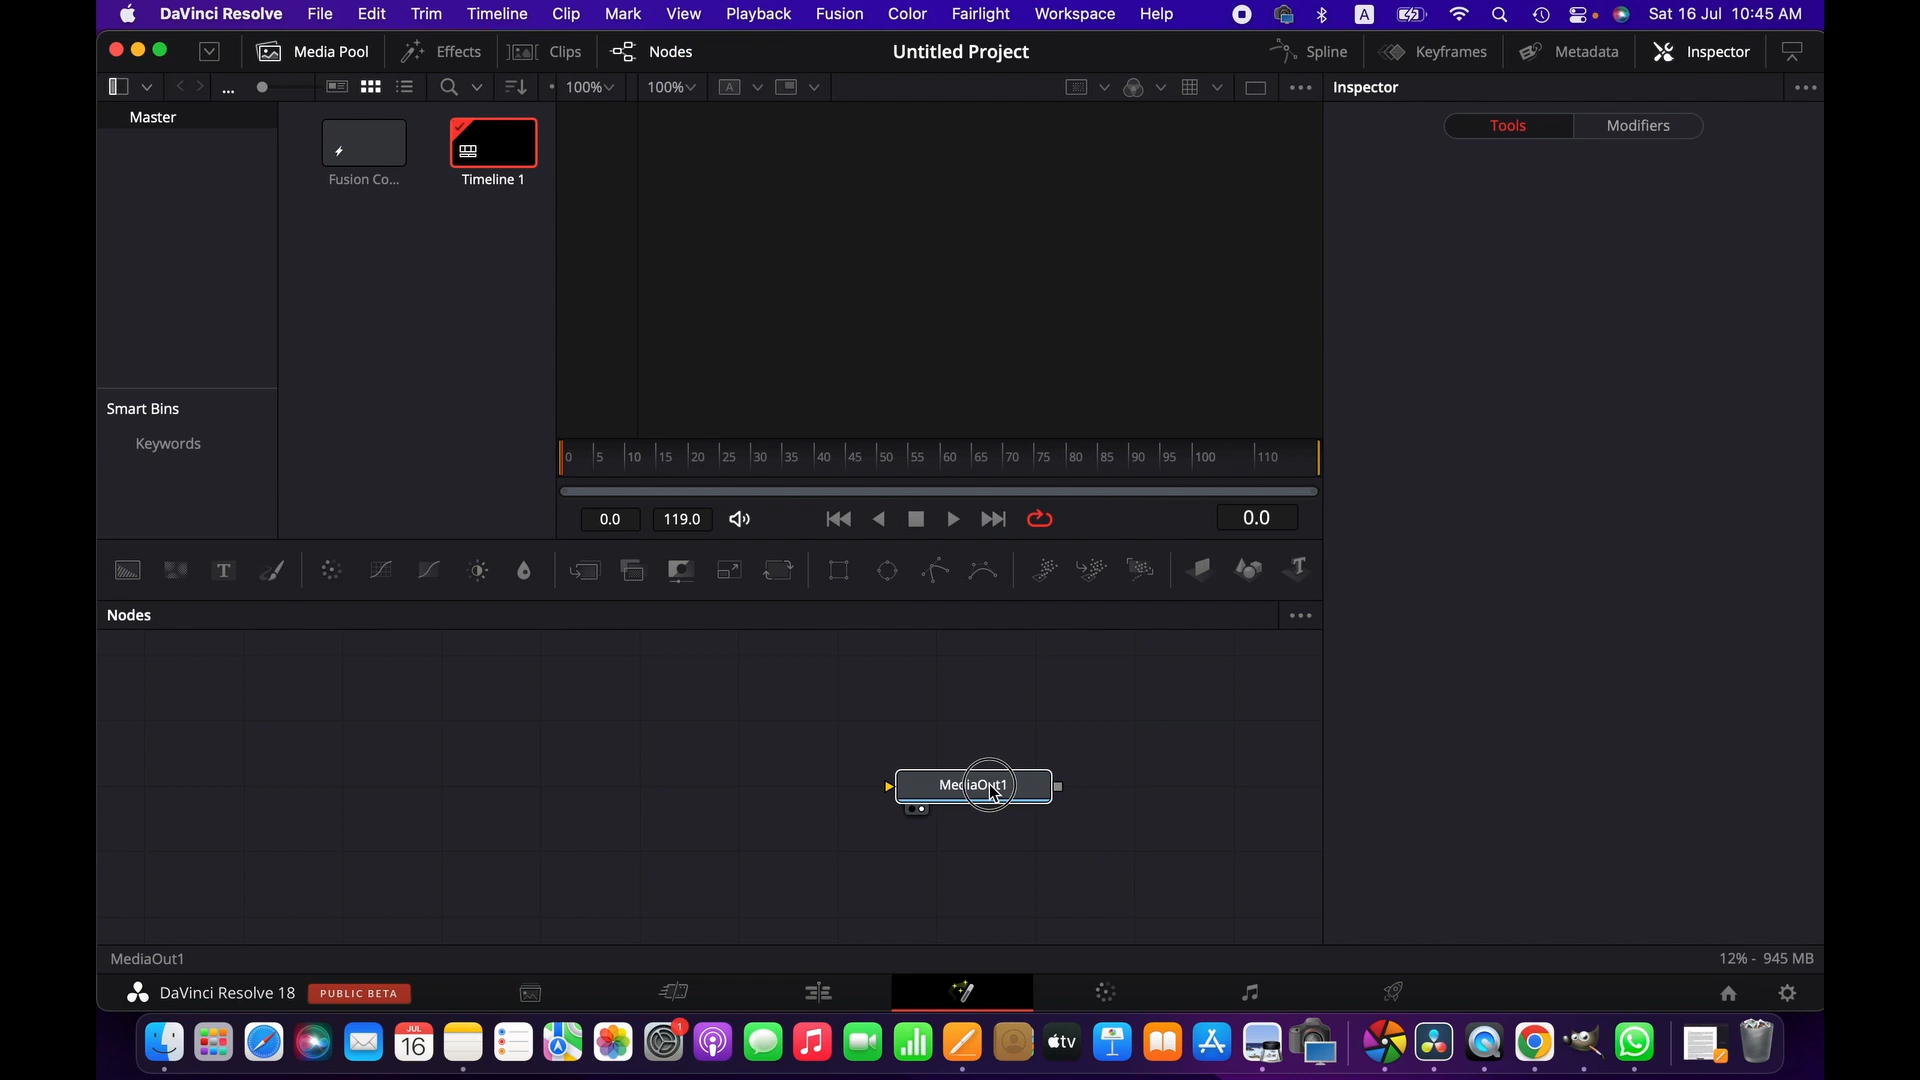 DaVinci Resolve File Edit Trim Timeline Clip Mark View Playback Fusion Color Fairlight Workspace Help A Sat 16 Jul 10:45 AM
Media Pool Effects Clips Nodes Untitled Project Spline Keyframes Metadata Inspector
... 100% 100% A Inspector
Master
Tools Modifiers
Fusion Co... Timeline 1
Smart Bins
Keywords
0 5 10 15 20 25 30 35 40 45 50 55 60 65 70 75 80 85 90 95 100 110
0.0 119.0 0.0
T T
Nodes
MediaOut1
MediaOut1 12% - 945 MB
DaVinci Resolve 18 PUBLIC BETA
JUL
16
1
tv